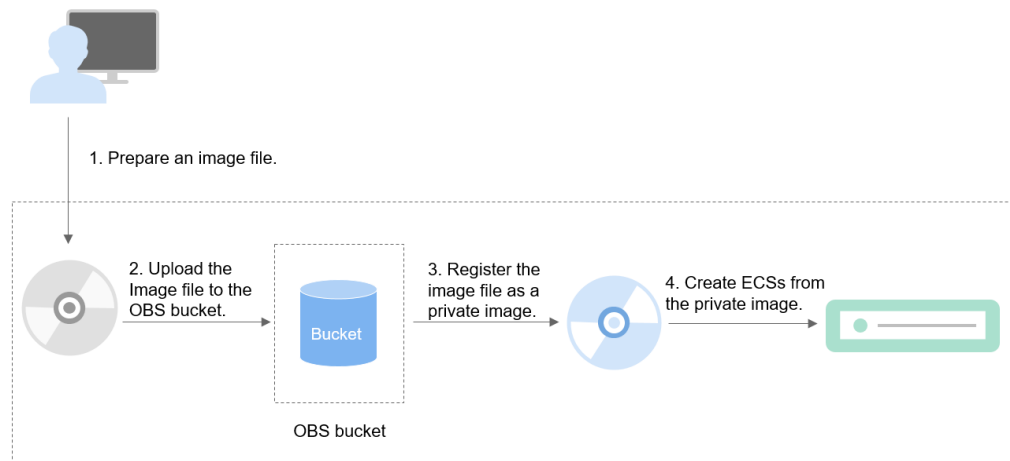 1. Prepare an image file.
2. Upload the
Image file to the
OBS bucket.
Bucket
OBS bucket
3. Register the
image file as a
private image.
4. Create ECSs from
the private image.